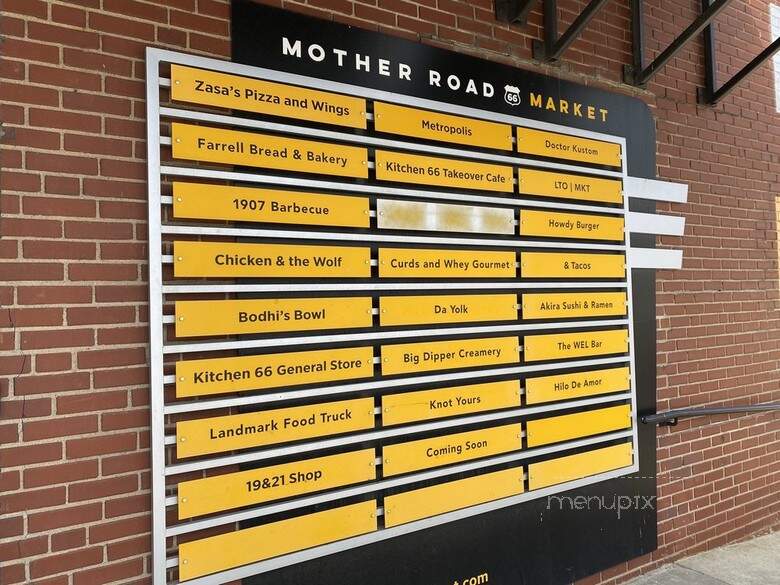 MOTHER ROAD 66 MARKET
Zasa's Pizza and Wings
Farrell Bread & Bakery
1907 Barbecue
Chicken & the Wolf
Bodhi's Bowl
Kitchen 66 General Store
Landmark Food Truck
19&21 Shop
Metropolis
Kitchen 66 Takeover Cafe
Curds and Whey Gourmet
Da Yolk
Big Dipper Creamery
Knot Yours
Coming Soon
Doctor Kustom
LTO | MKT
Howdy Burger
& Tacos
Akira Sushi & Ramen
The WEL Bar
Hilo De Amor
t.com
menupix